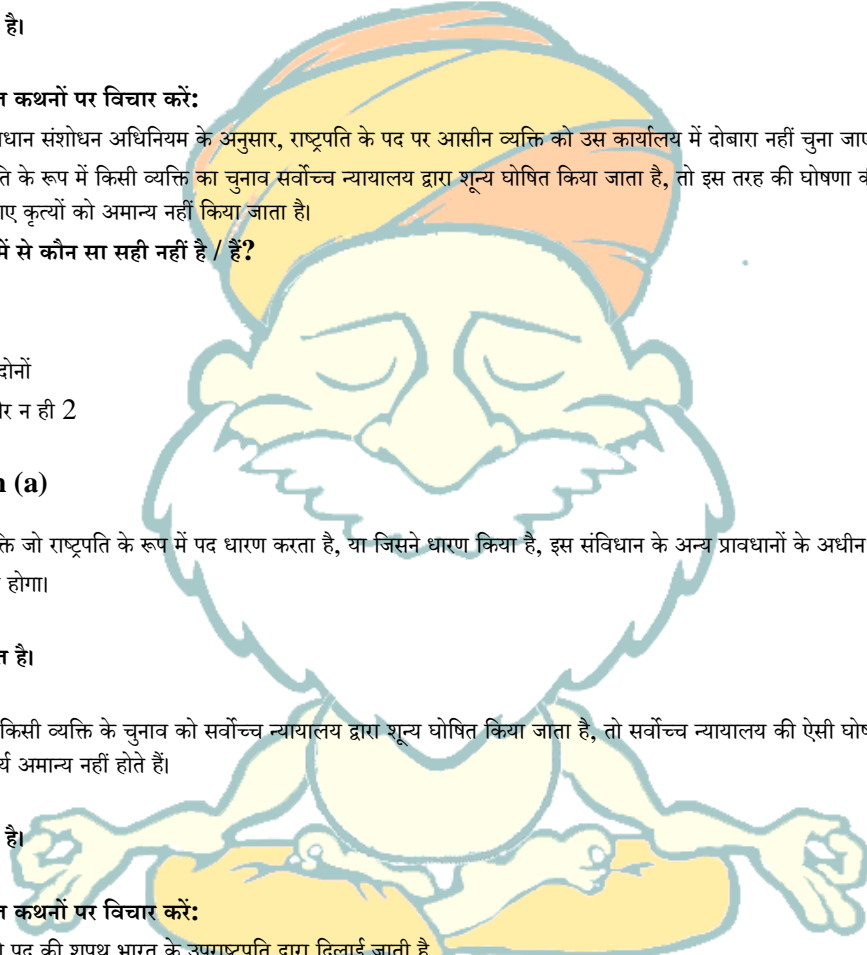 है।
कथनों पर विचार करें:
संशोधन अधिनियम के अनुसार, राष्ट्रपति के पद पर आसीन व्यक्ति को उस कार्यालय में दोबारा नहीं चुना
के रूप में किसी व्यक्ति का चुनाव सर्वोच्च न्यायालय द्वारा शून्य घोषित किया जाता है, तो इस तरह की घोषणा
कृत्यों को अमान्य नहीं किया जाता है।
में से कौन सा सही नहीं है / हैं?
दोनों
न ही 2
(a)
जो राष्ट्रपति के रूप में पद धारण करता है, या जिसने धारण किया है, इस संविधान के अन्य प्रावधानों के अधीन
होगा।
है।
किसी व्यक्ति के चुनाव को सर्वोच्च न्यायालय द्वारा शून्य घोषित किया जाता है, तो सर्वोच्च न्यायालय की ऐसी
अमान्य नहीं होते हैं।
है।
कथनों पर विचार करें:
पद की शपथ भारत के उपराष्ट्रपति द्वारा दिलाई जाती है